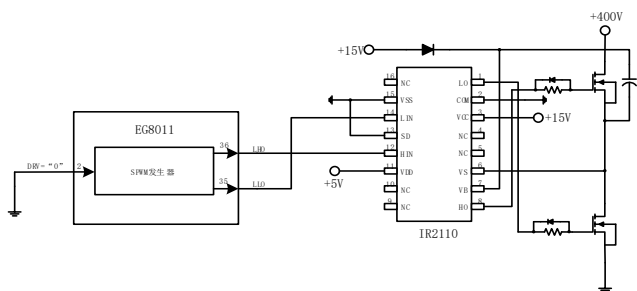 +400V
+15V
16 NC LO 1
15 VSS COM 2
14 LIN VCC 3
+15V
13 SD NC 4
12 HIN NC 5
11 VDD VS 6
10 NC VB 7
9 NC HO 8
IR2110
+5V
EG8011
SPWM发生器
DRV-"0"
2
36
LHO
35
LLO